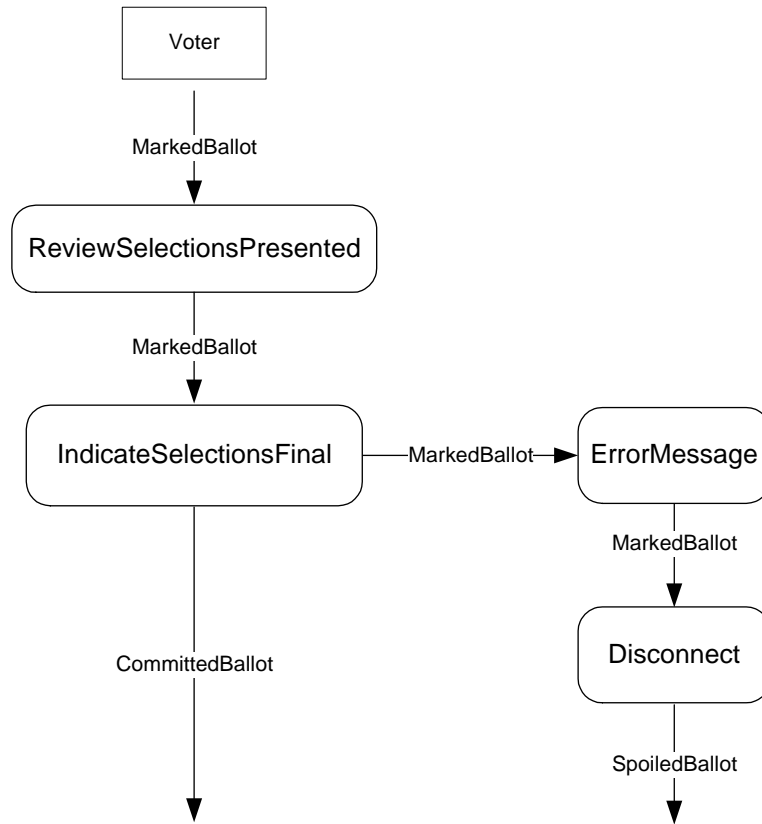 Voter
MarkedBallot
ReviewSelectionsPresented
MarkedBallot
IndicateSelectionsFinal
MarkedBallot
ErrorMessage
MarkedBallot
Disconnect
CommittedBallot
SpoiledBallot